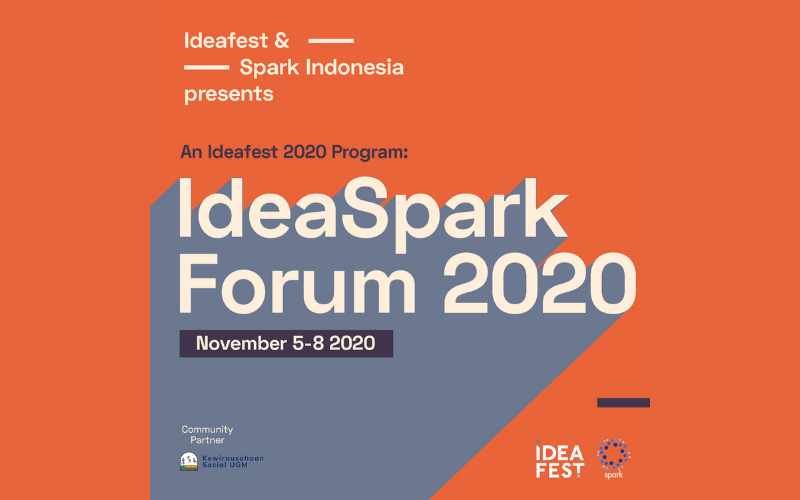 Ideafest &
Spark Indonesia
presents
An Ideafest 2020 Program:
IdeaSpark
Forum 2020
November 5-8 2020
Community
Partner
Kewirausahaan
Sosial UGM
IDEA
FEST
spark